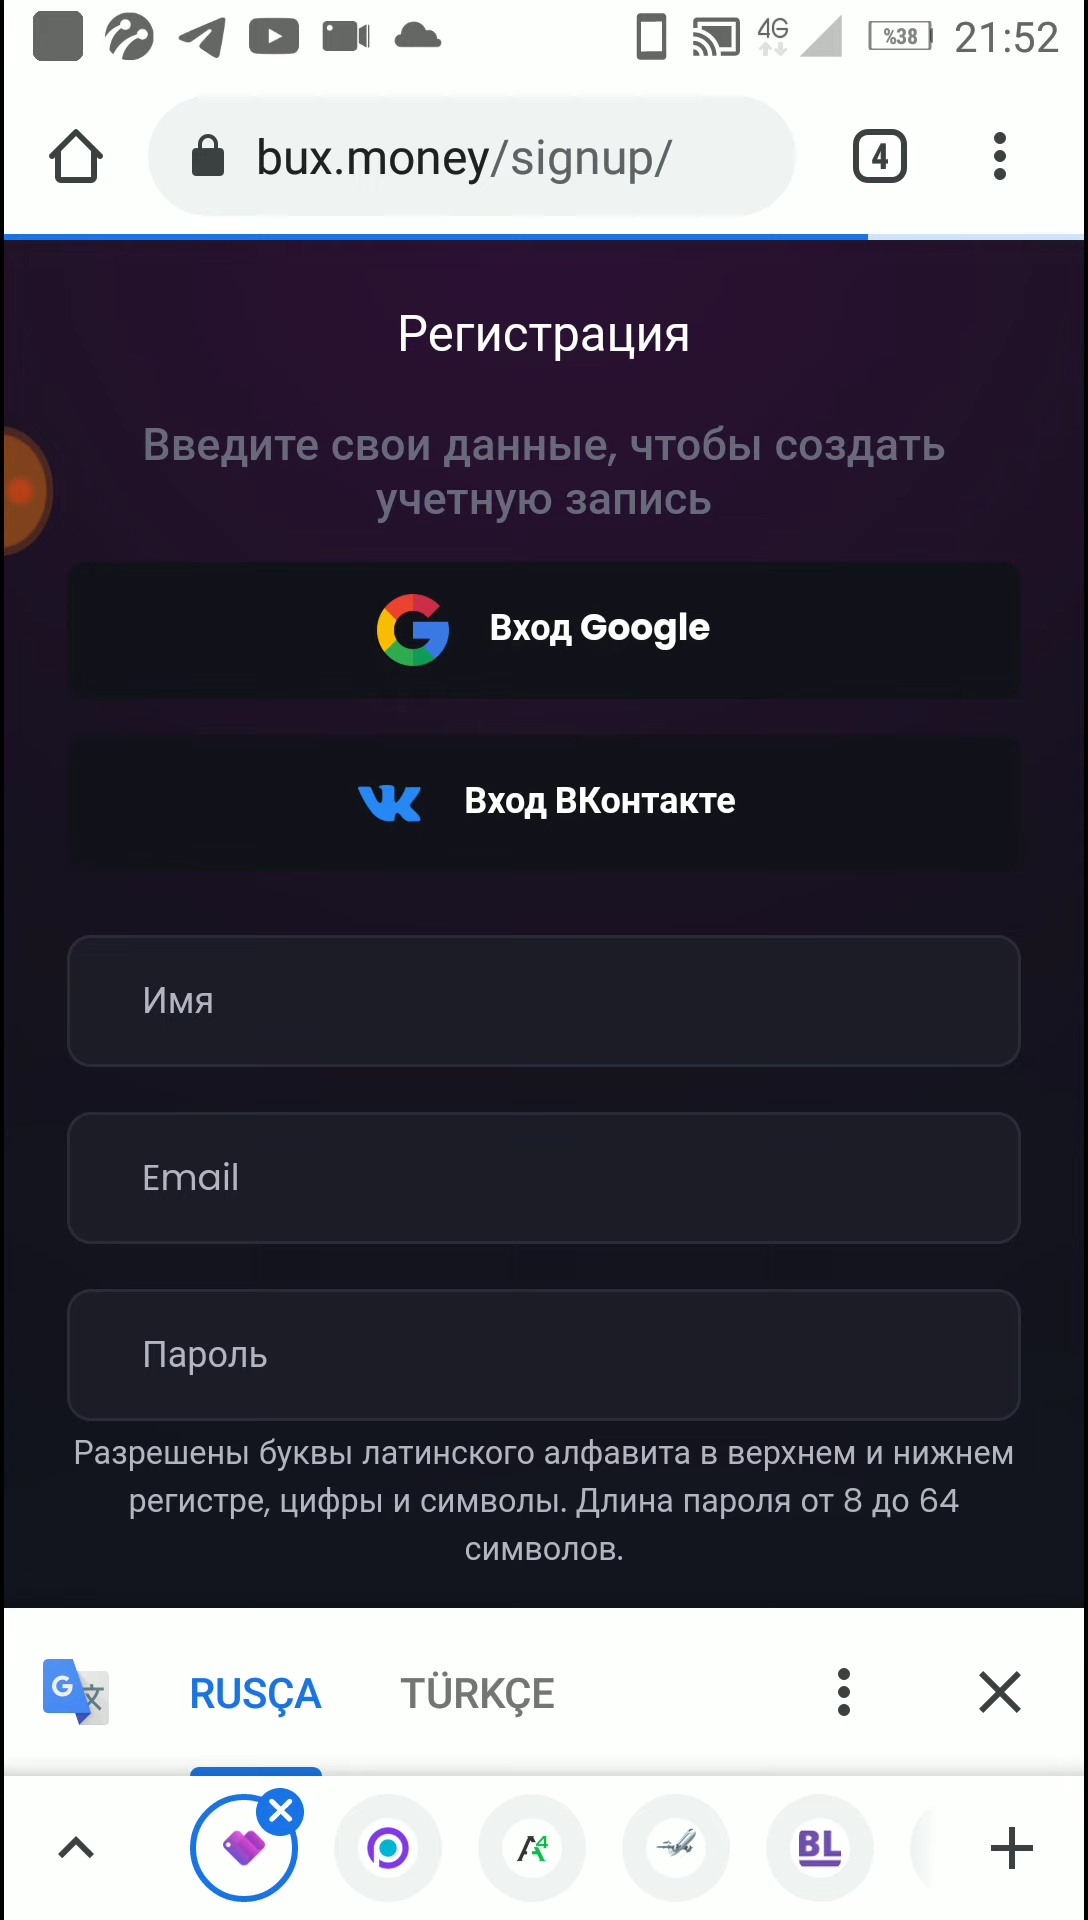 4G
%38
21:52
bux.money/signup/
4
Регистрация
Введите свои данные, чтобы создать
учетную запись
Вход Google
Вход ВКонтакте
Имя
Email
Пароль
Разрешены буквы латинского алфавита в верхнем и нижнем
регистре, цифры и символы. Длина пароля от 8 до 64
символов.
G 文
RUSÇA
TÜRKÇE
A4
BL